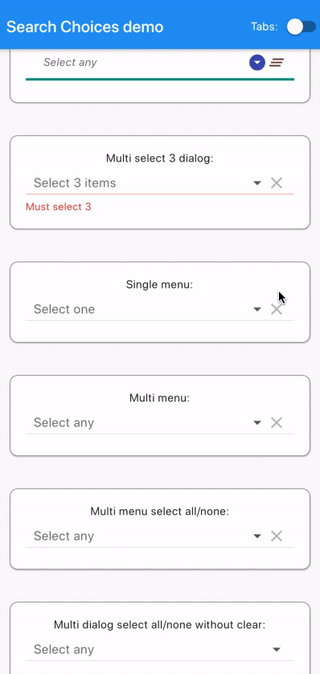 Search Choices demo
Tabs:
Select any
Multi select 3 dialog:
Select 3 items
Must select 3
Single menu:
Select one
Multi menu:
Select any
Multi menu select all/none:
Select any
Multi dialog select all/none without clear:
Select any